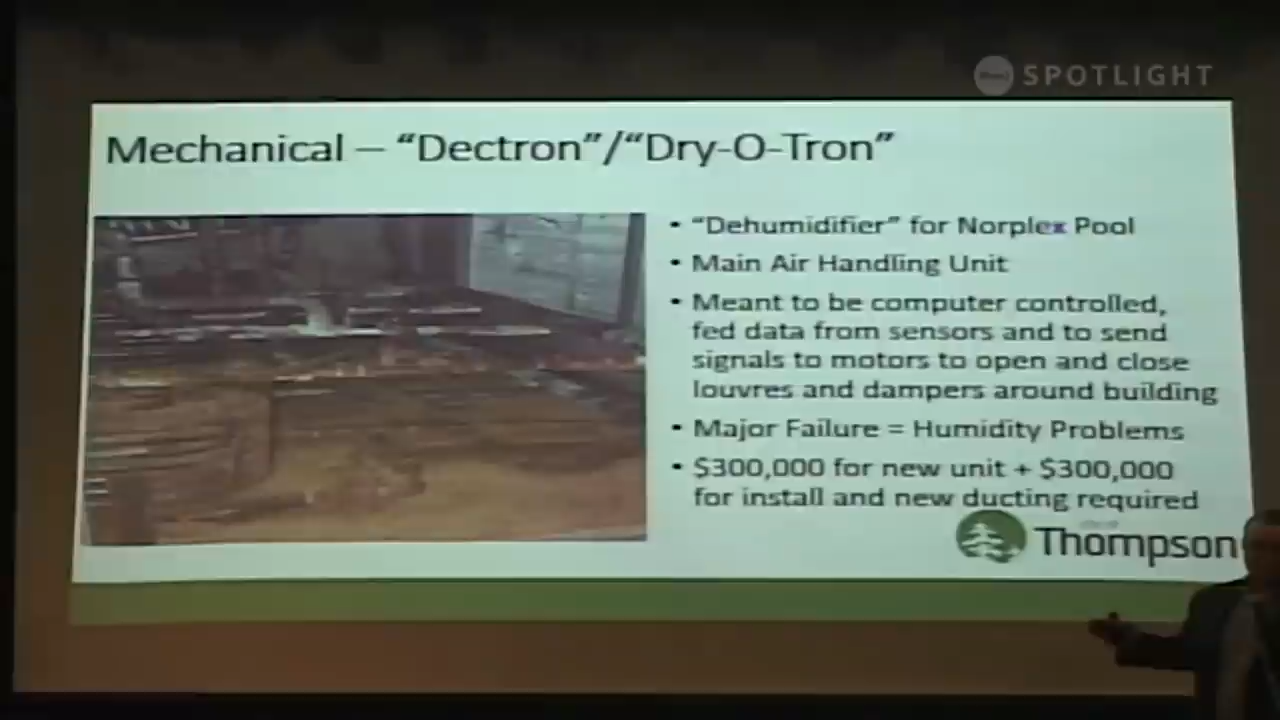 SPOTLIGHT
Mechanical – “Dectron”/“Dry-O-Tron”
• “Dehumidifier” for Norplex Pool
• Main Air Handling Unit
• Meant to be computer controlled,
fed data from sensors and to send
signals to motors to open and close
louvres and dampers around building
• Major Failure = Humidity Problems
• $300,000 for new unit + $300,000
for install and new ducting required
Thompson